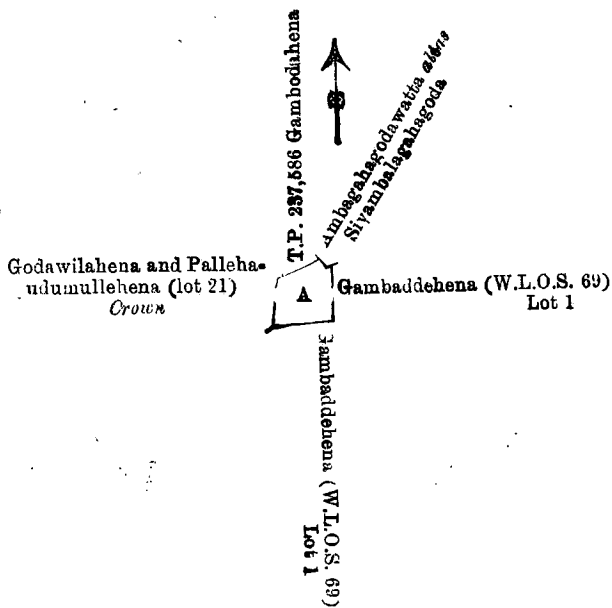 T.P. 237,586 Gambodahena
Ambagahagodawatta alias
Siyambalagahagoda
Godawilahena and Palleha-
udumullehena (lot 21)
Crown
A
Gambaddehena (W.L.O.S. 69)
Lot 1
Gambaddehena (W.L.O.S. 69)
Lot 1